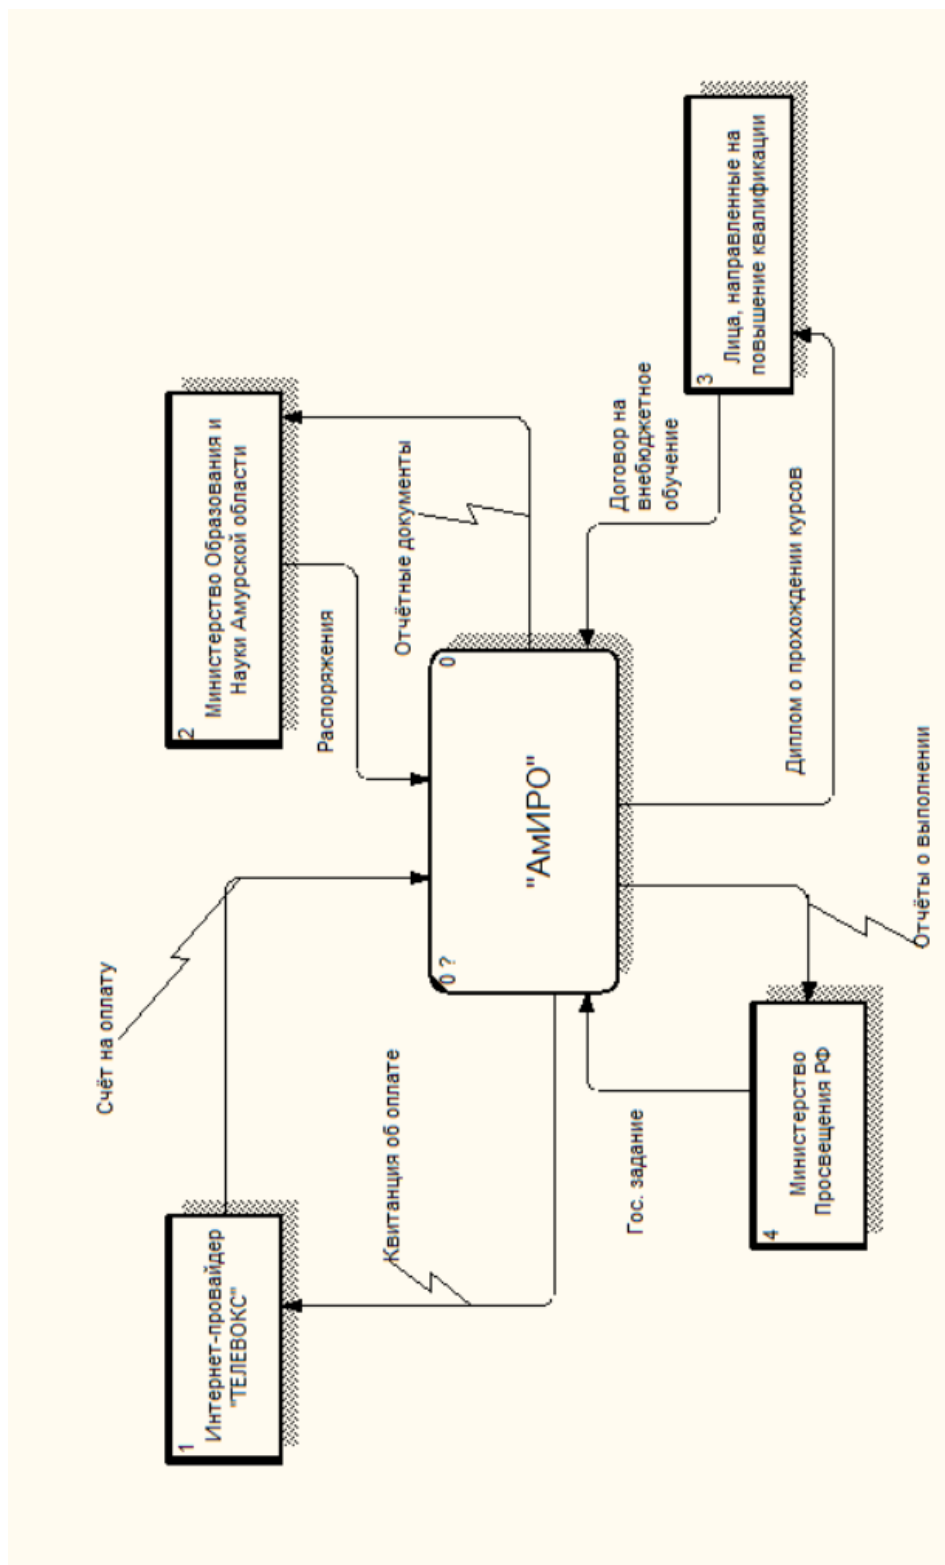 Счёт на оплату
1
Интернет-провайдер
"ТЕЛЕВОКС"
2
Министерство Образования и
Науки Амурской области
Распоряжения
Отчётные документы
Квитанция об оплате
0 ?
0
"АмИРО"
Договор на
внебюджетное
обучение
3
Лица, направленные на
повышение квалификации
Гос. задание
4
Министерство
Просвещения РФ
Диплом о прохождении курсов
Отчёты о выполнении